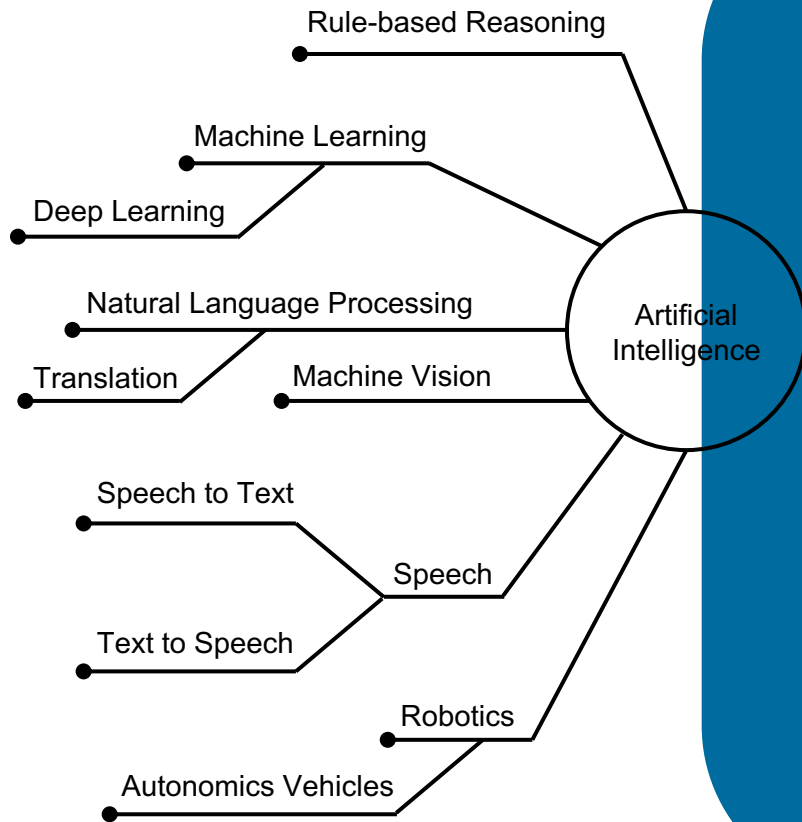 Rule-based Reasoning
Machine Learning
Deep Learning
Natural Language Processing
Artificial
Intelligence
Translation
Machine Vision
Speech to Text
Speech
Text to Speech
Robotics
Autonomics Vehicles